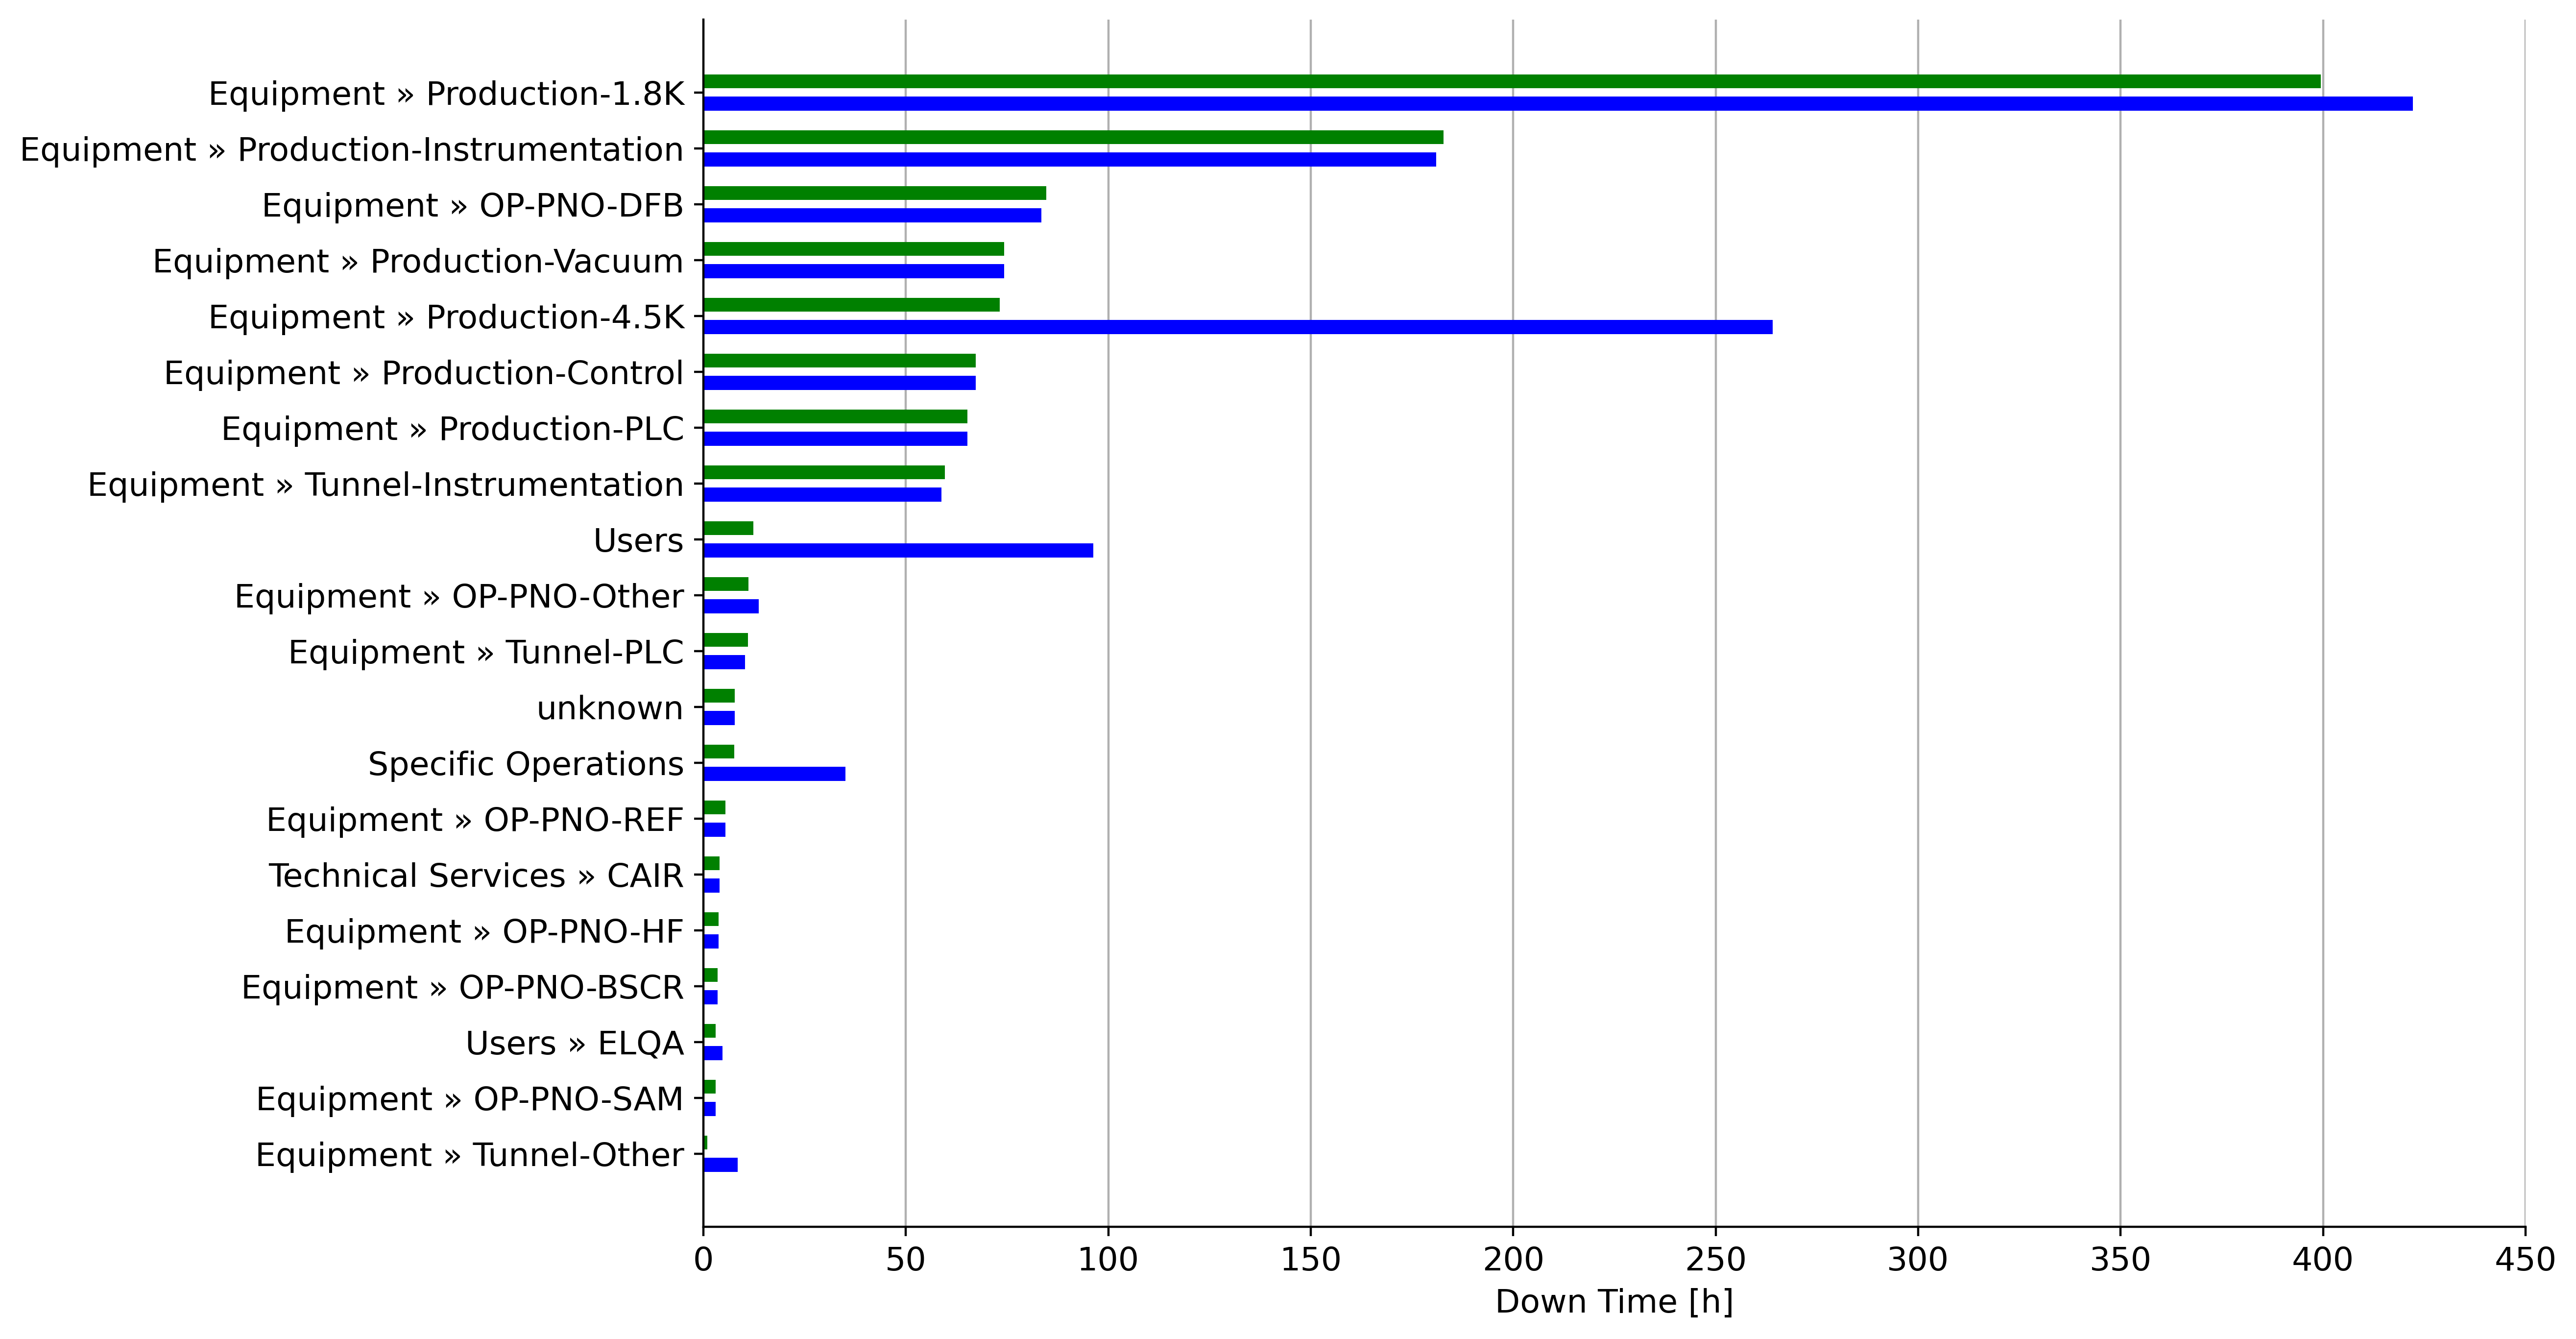 Equipment » Production-1.8K
Equipment » Production-Instrumentation
Equipment » OP-PNO-DFB
Equipment » Production-Vacuum
Equipment » Production-4.5K
Equipment » Production-Control
Equipment » Production-PLC
Equipment » Tunnel-Instrumentation
Users
Equipment » OP-PNO-Other
Equipment » Tunnel-PLC
unknown
Specific Operations
Equipment » OP-PNO-REF
Technical Services » CAIR
Equipment » OP-PNO-HF
Equipment » OP-PNO-BSCR
Users » ELQA
Equipment » OP-PNO-SAM
Equipment » Tunnel-Other
0 50 100 150 200 250 300 350 400 450
Down Time [h]